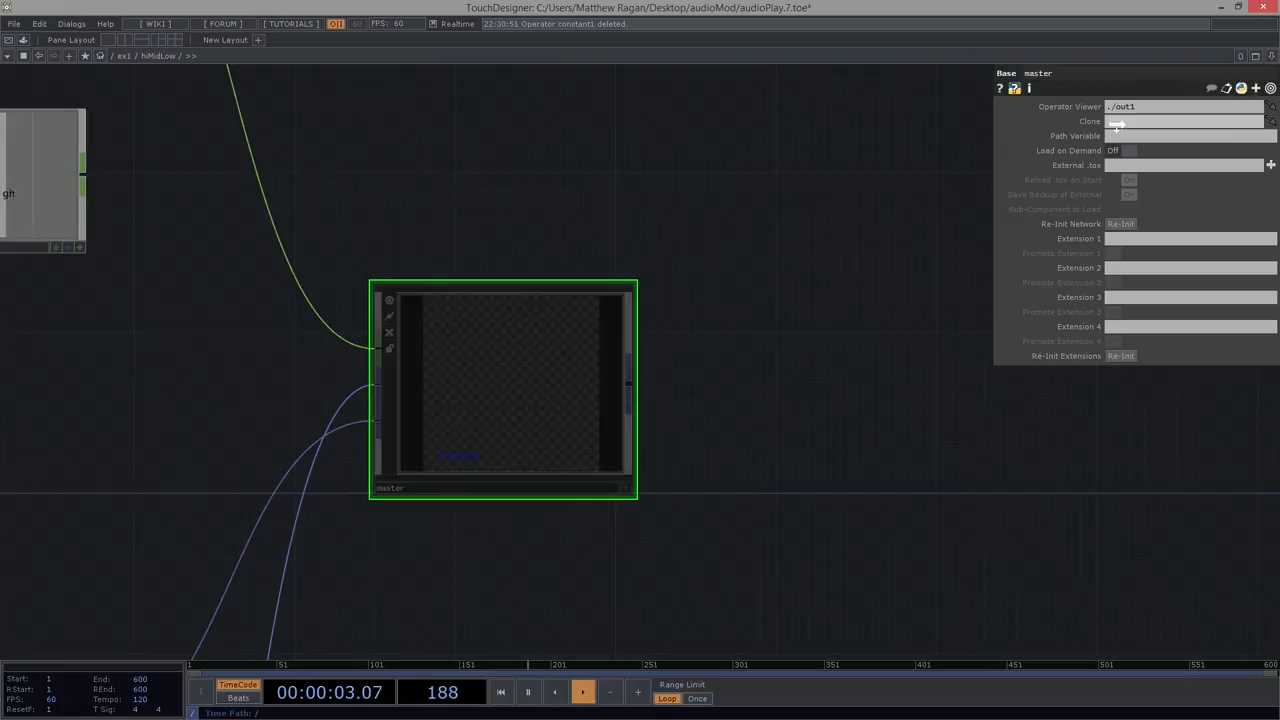 TouchDesigner: C:/Users/Matthew Ragan/Desktop/audioMod/audioPlay.7.toe*
File Edit Dialogs Help [ WIKI ] [ FORUM ] [ TUTORIALS ] O|1 FPS: 60 Realtime 22:30:51 Operator constant1 deleted.
Pane Layout New Layout +
/ ex1 / hiMidLow / >>
Base master
? ? i
Operator Viewer ./out1
Clone
Path Variable
Load on Demand Off
External .tox
Reload .tox on Start On
Save Backup of External On
Sub-Component to Load
Re-Init Network Re-Init
Extension 1
Promote Extension 1
Extension 2
Promote Extension 2
Extension 3
Promote Extension 3
Extension 4
Promote Extension 4
Re-Init Extensions Re-Init
gh
master
1 51 101 151 201 251 301 351 401 451 501 551 600
Start: 1 End: 600
RStart: 1 REnd: 600
FPS: 60 Tempo: 120
ResetF: 1 T Sig: 4 4
TimeCode
Beats
00:00:03.07
188
Range Limit
Loop Once
/ Time Path: /